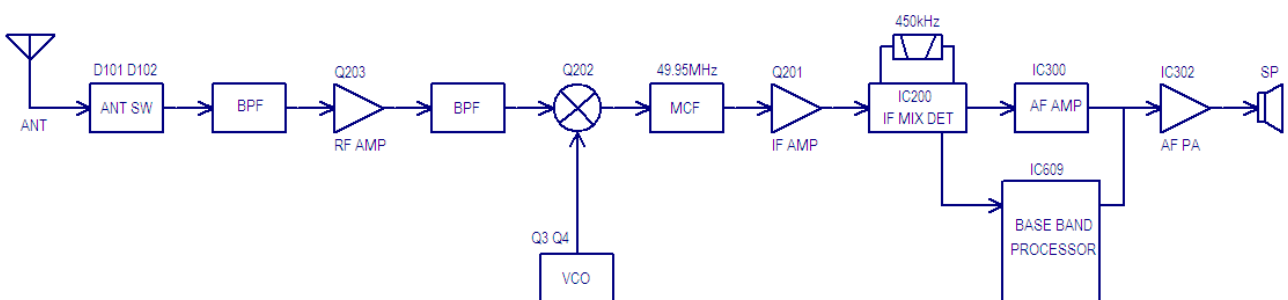 450kHz
D101 D102
Q203
Q202
49.95MHz
Q201
IC300
IC302
SP
ANT SW
BPF
BPF
MCF
IC200
IF MIX DET
AF AMP
ANT
RF AMP
IF AMP
AF PA
IC609
BASE BAND
PROCESSOR
Q3 Q4
VCO